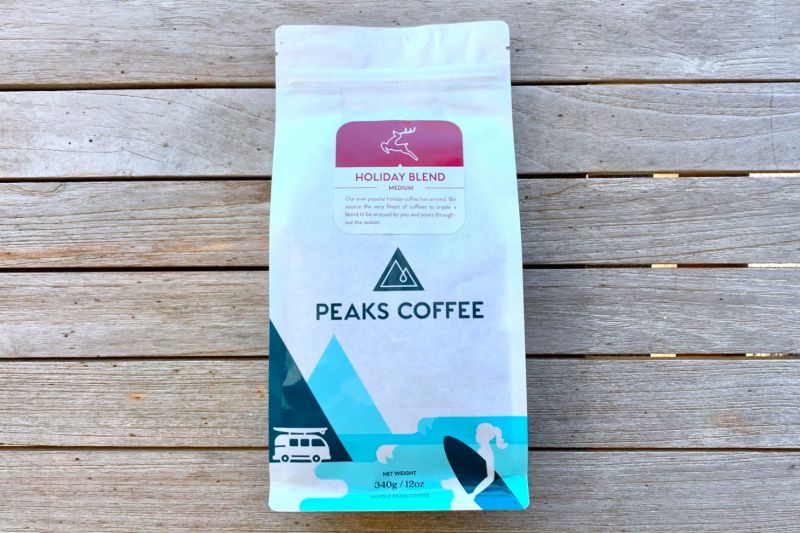 HOLIDAY BLEND
MEDIUM
Our ever popular holiday coffee has arrived. We
source the very finest of coffees to create a
blend to be enjoyed by you and yours through-
out the season.
PEAKS COFFEE
NET WEIGHT
340g / 12oz
WHOLE BEAN COFFEE